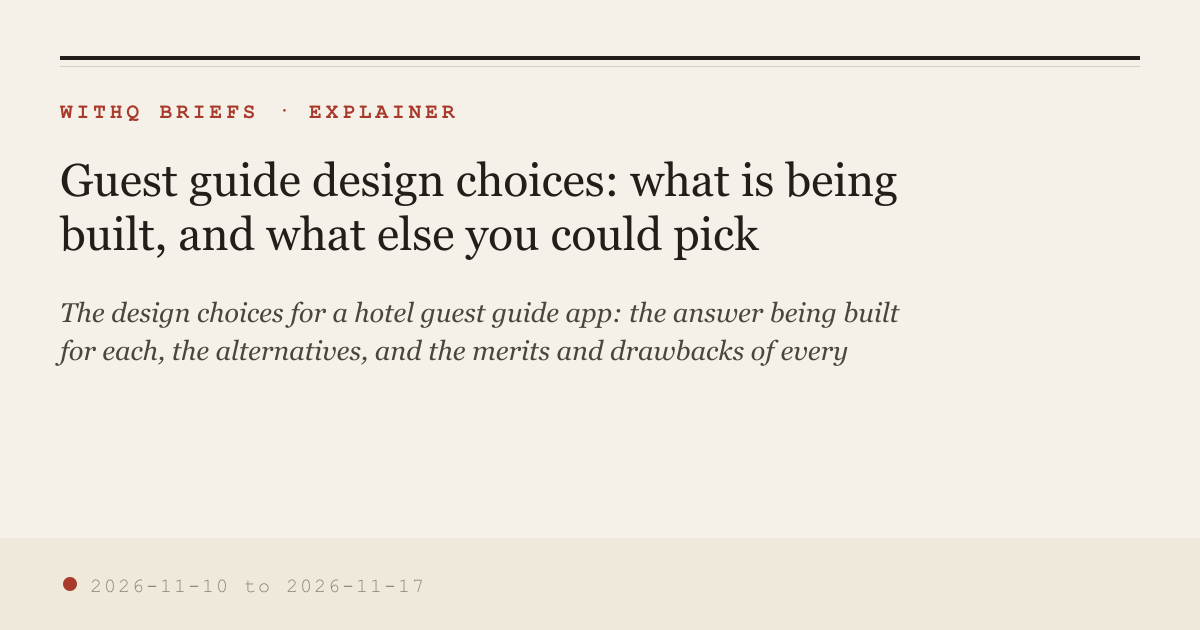 WITHQ BRIEFS · EXPLAINER
Guest guide design choices: what is being
built, and what else you could pick
The design choices for a hotel guest guide app: the answer being built
for each, the alternatives, and the merits and drawbacks of every
2026-11-10 to 2026-11-17